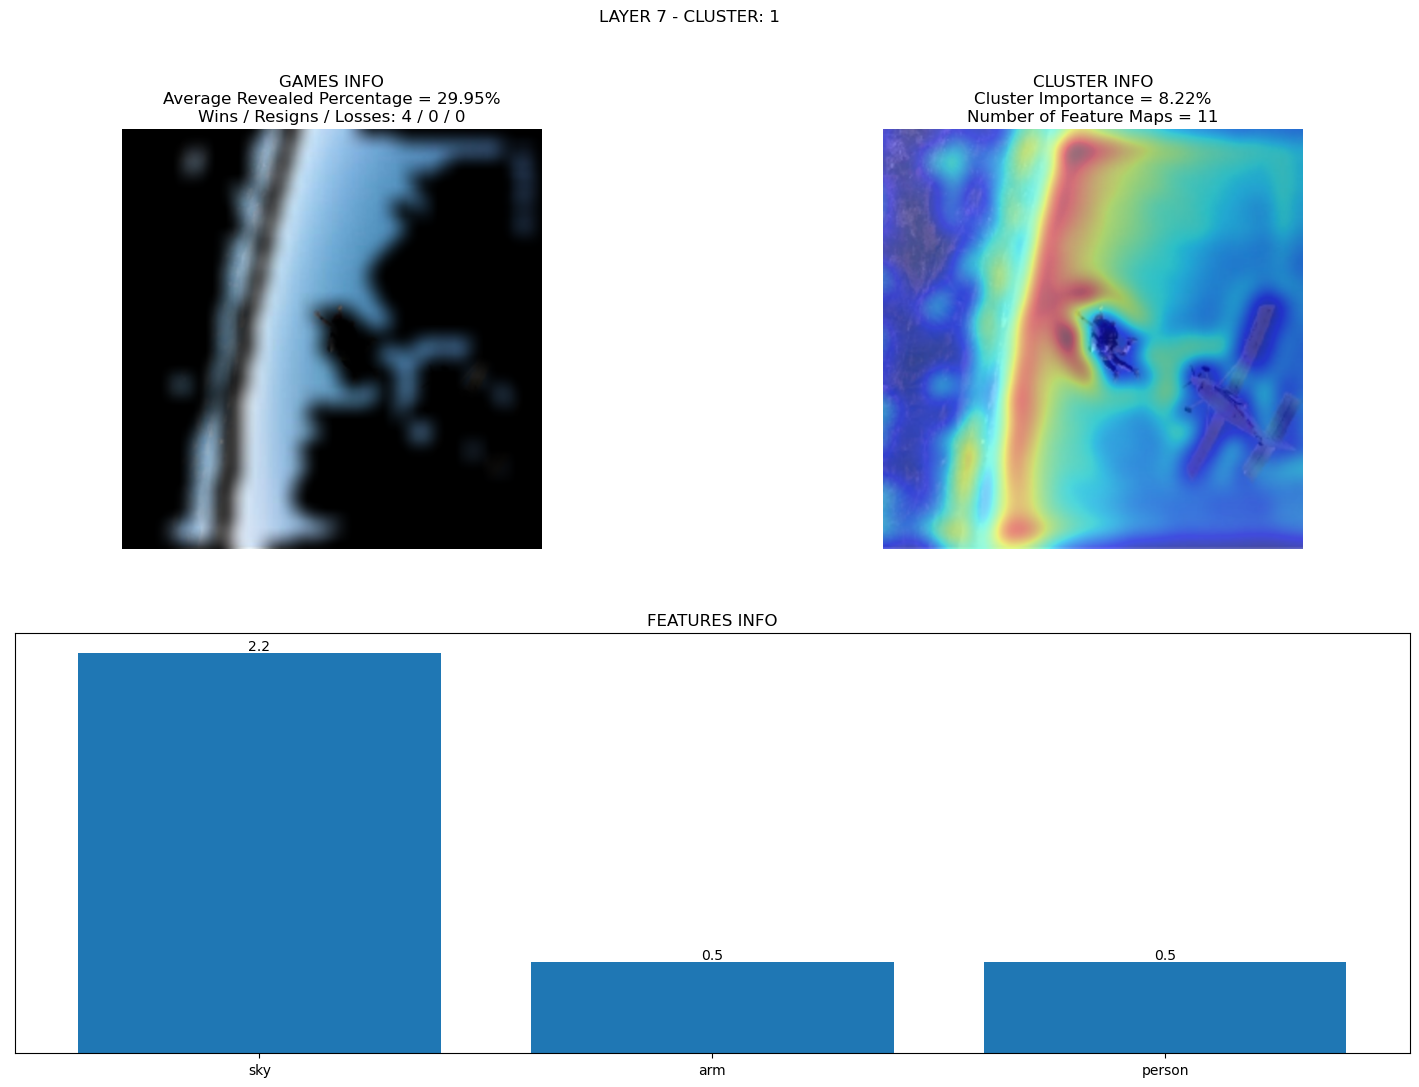 LAYER 7 - CLUSTER: 1
GAMES INFO
Average Revealed Percentage = 29.95%
Wins / Resigns / Losses: 4 / 0 / 0
CLUSTER INFO
Cluster Importance = 8.22%
Number of Feature Maps = 11
FEATURES INFO
2.2
0.5
0.5
sky
arm
person